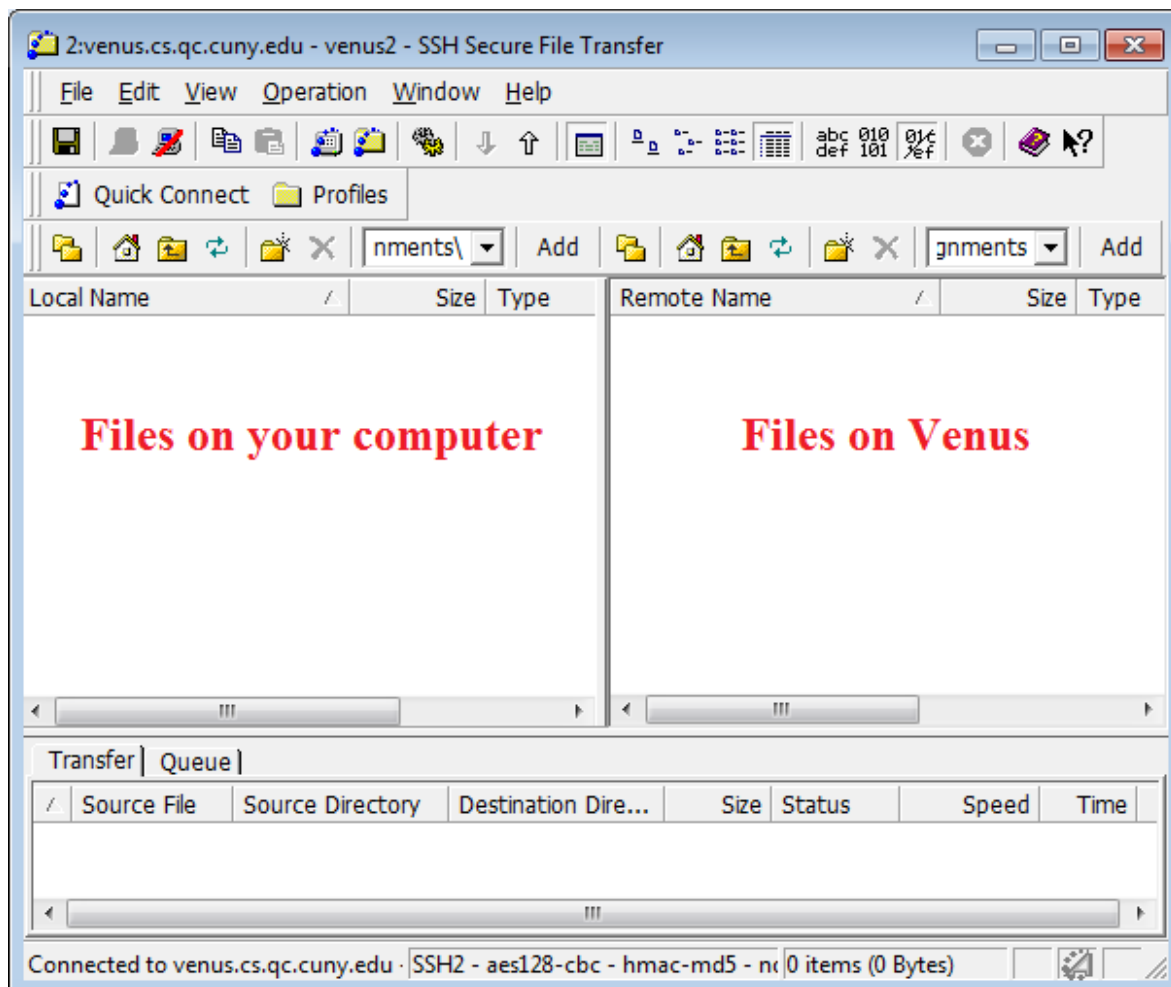 2:venus.cs.qc.cuny.edu - venus2 - SSH Secure File Transfer
File Edit View Operation Window Help
abc def 010 101
Quick Connect Profiles
nments\ Add gnments Add
Local Name Size Type Remote Name Size Type
Files on your computer Files on Venus
Transfer Queue
Source File Source Directory Destination Dire... Size Status Speed Time
Connected to venus.cs.qc.cuny.edu - SSH2 - aes128-cbc - hmac-md5 - 0 items (0 Bytes)